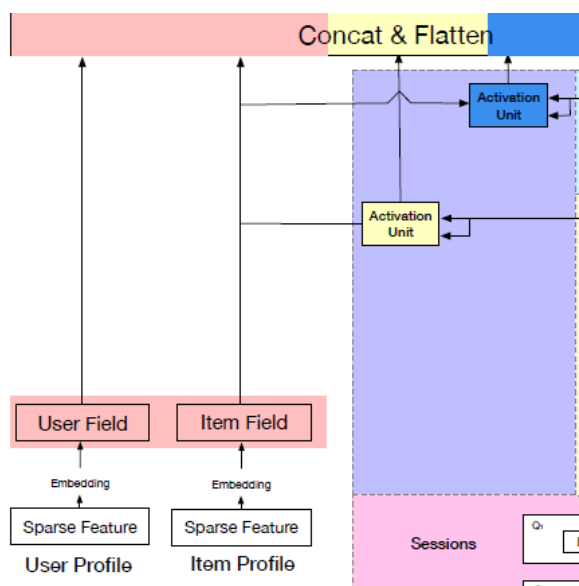 Concat & Flatten
Activation
Unit
Activation
Unit
User Field
Item Field
Embedding
Embedding
Sparse Feature
Sparse Feature
User Profile
Item Profile
Sessions
Q₁